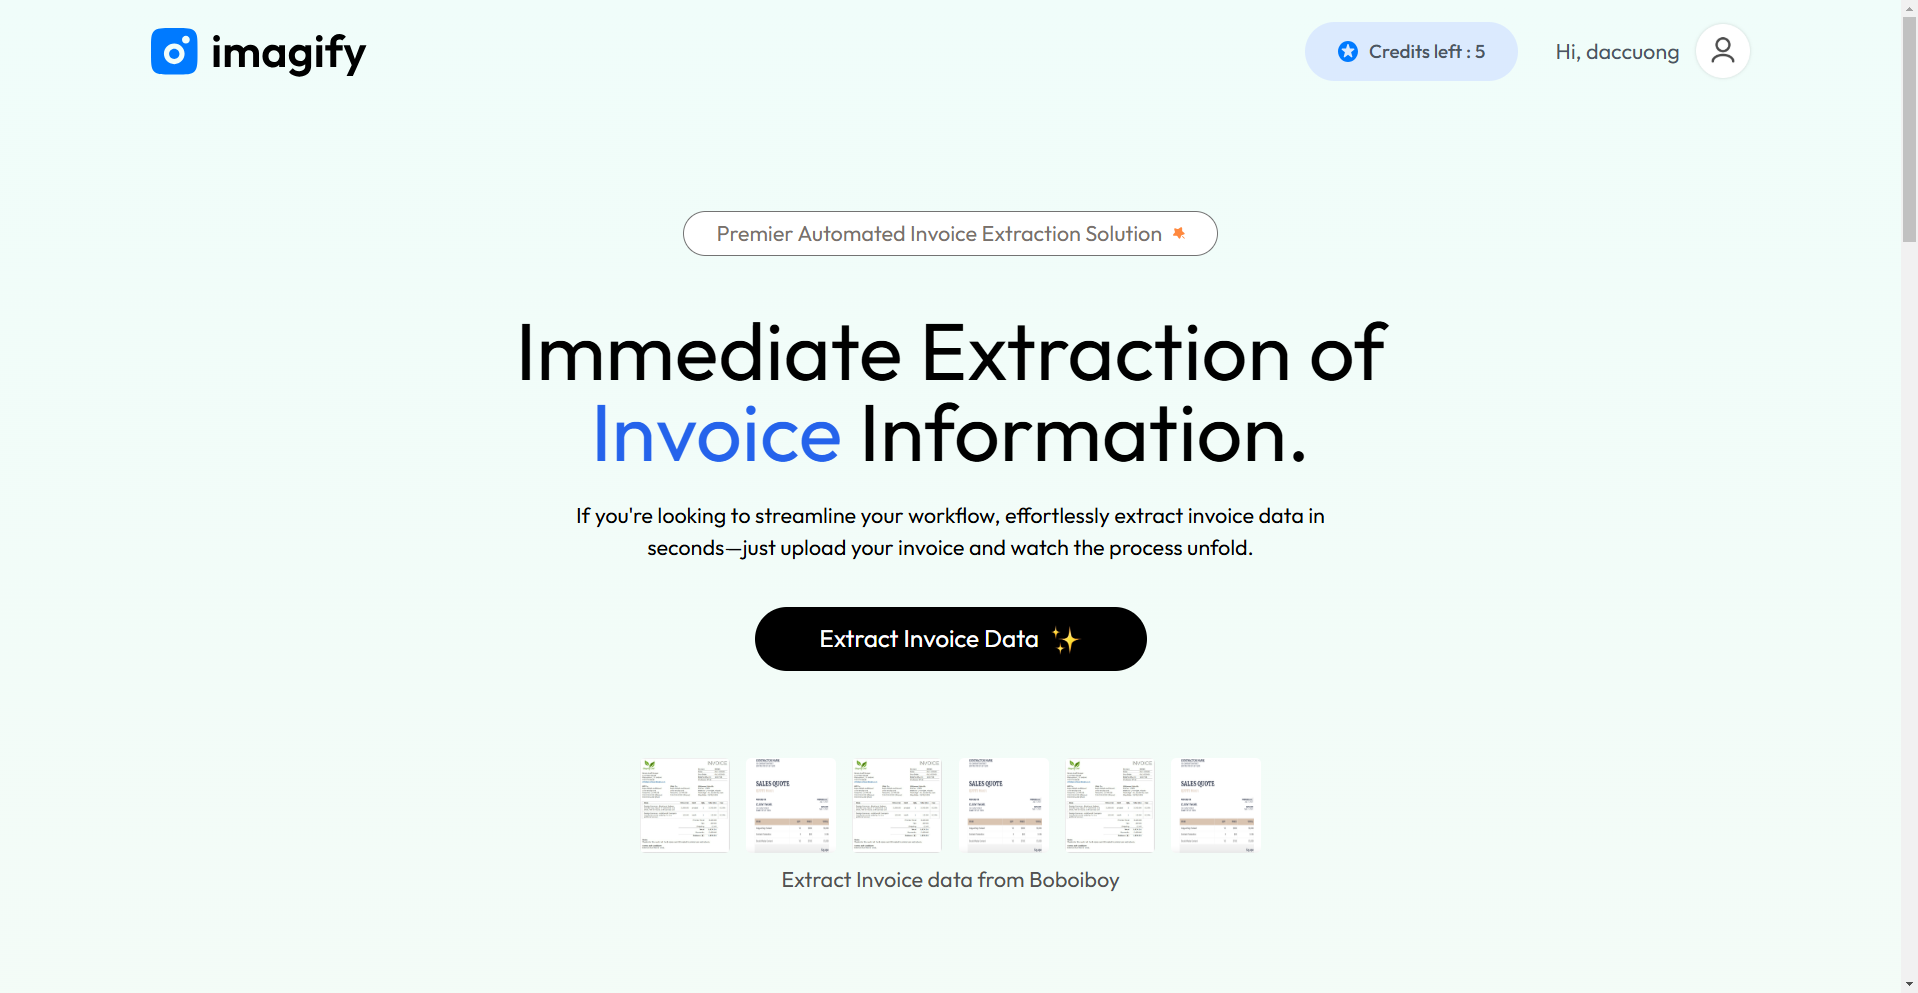 imagify
Credits left : 5
Hi, daccuong
Premier Automated Invoice Extraction Solution
Immediate Extraction of
Invoice Information.
If you're looking to streamline your workflow, effortlessly extract invoice data in
seconds—just upload your invoice and watch the process unfold.
Extract Invoice Data
INVOICE
SALES QUOTE
INVOICE
SALES QUOTE
INVOICE
SALES QUOTE
Extract Invoice data from Boboiboy